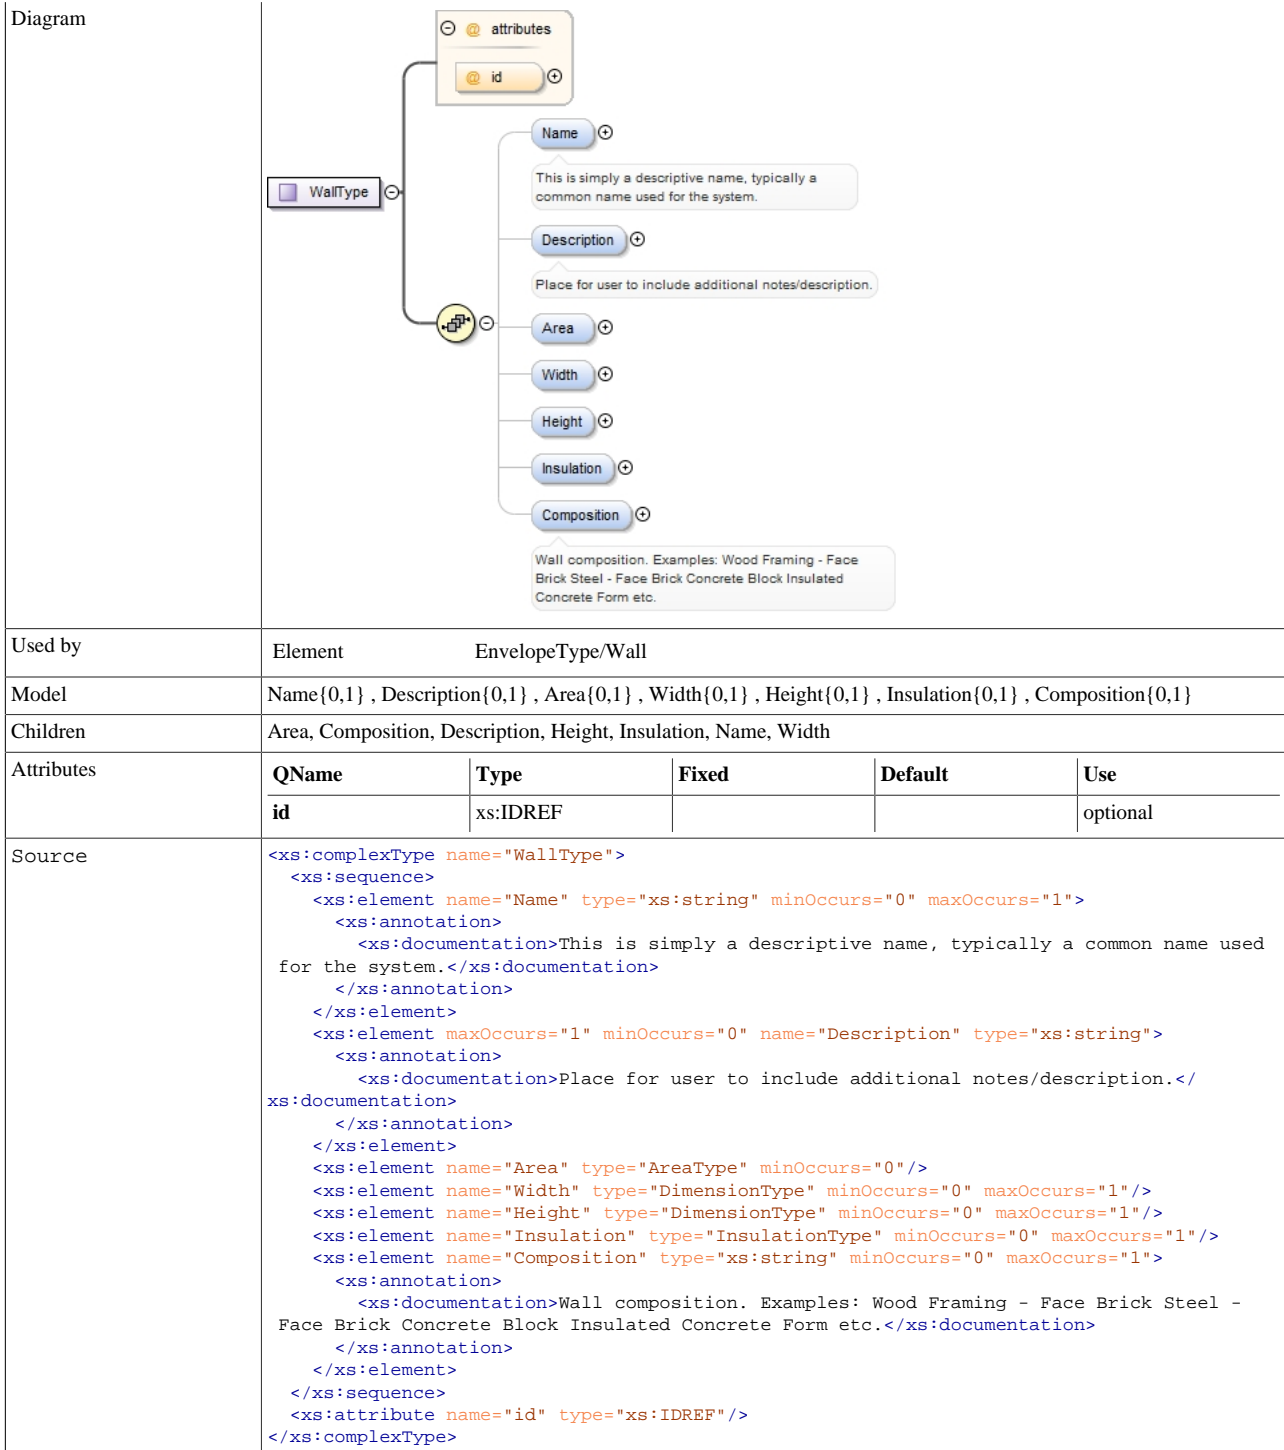 Diagram
@ attributes
@ id
Name
This is simply a descriptive name, typically a
common name used for the system.
WallType
Description
Place for user to include additional notes/description.
Area
Width
Height
Insulation
Composition
Wall composition. Examples: Wood Framing - Face
Brick Steel - Face Brick Concrete Block Insulated
Concrete Form etc.
Used by
Element EnvelopeType/Wall
Model
Name{0,1} , Description{0,1} , Area{0,1} , Width{0,1} , Height{0,1} , Insulation{0,1} , Composition{0,1}
Children
Area, Composition, Description, Height, Insulation, Name, Width
Attributes
QName Type Fixed Default Use
id xs:IDREF optional
Source
<xs:complexType name="WallType">
  <xs:sequence>
    <xs:element name="Name" type="xs:string" minOccurs="0" maxOccurs="1">
      <xs:annotation>
        <xs:documentation>This is simply a descriptive name, typically a common name used
 for the system.</xs:documentation>
      </xs:annotation>
    </xs:element>
    <xs:element maxOccurs="1" minOccurs="0" name="Description" type="xs:string">
      <xs:annotation>
        <xs:documentation>Place for user to include additional notes/description.</
xs:documentation>
      </xs:annotation>
    </xs:element>
    <xs:element name="Area" type="AreaType" minOccurs="0"/>
    <xs:element name="Width" type="DimensionType" minOccurs="0" maxOccurs="1"/>
    <xs:element name="Height" type="DimensionType" minOccurs="0" maxOccurs="1"/>
    <xs:element name="Insulation" type="InsulationType" minOccurs="0" maxOccurs="1"/>
    <xs:element name="Composition" type="xs:string" minOccurs="0" maxOccurs="1">
      <xs:annotation>
        <xs:documentation>Wall composition. Examples: Wood Framing - Face Brick Steel -
 Face Brick Concrete Block Insulated Concrete Form etc.</xs:documentation>
      </xs:annotation>
    </xs:element>
  </xs:sequence>
  <xs:attribute name="id" type="xs:IDREF"/>
</xs:complexType>